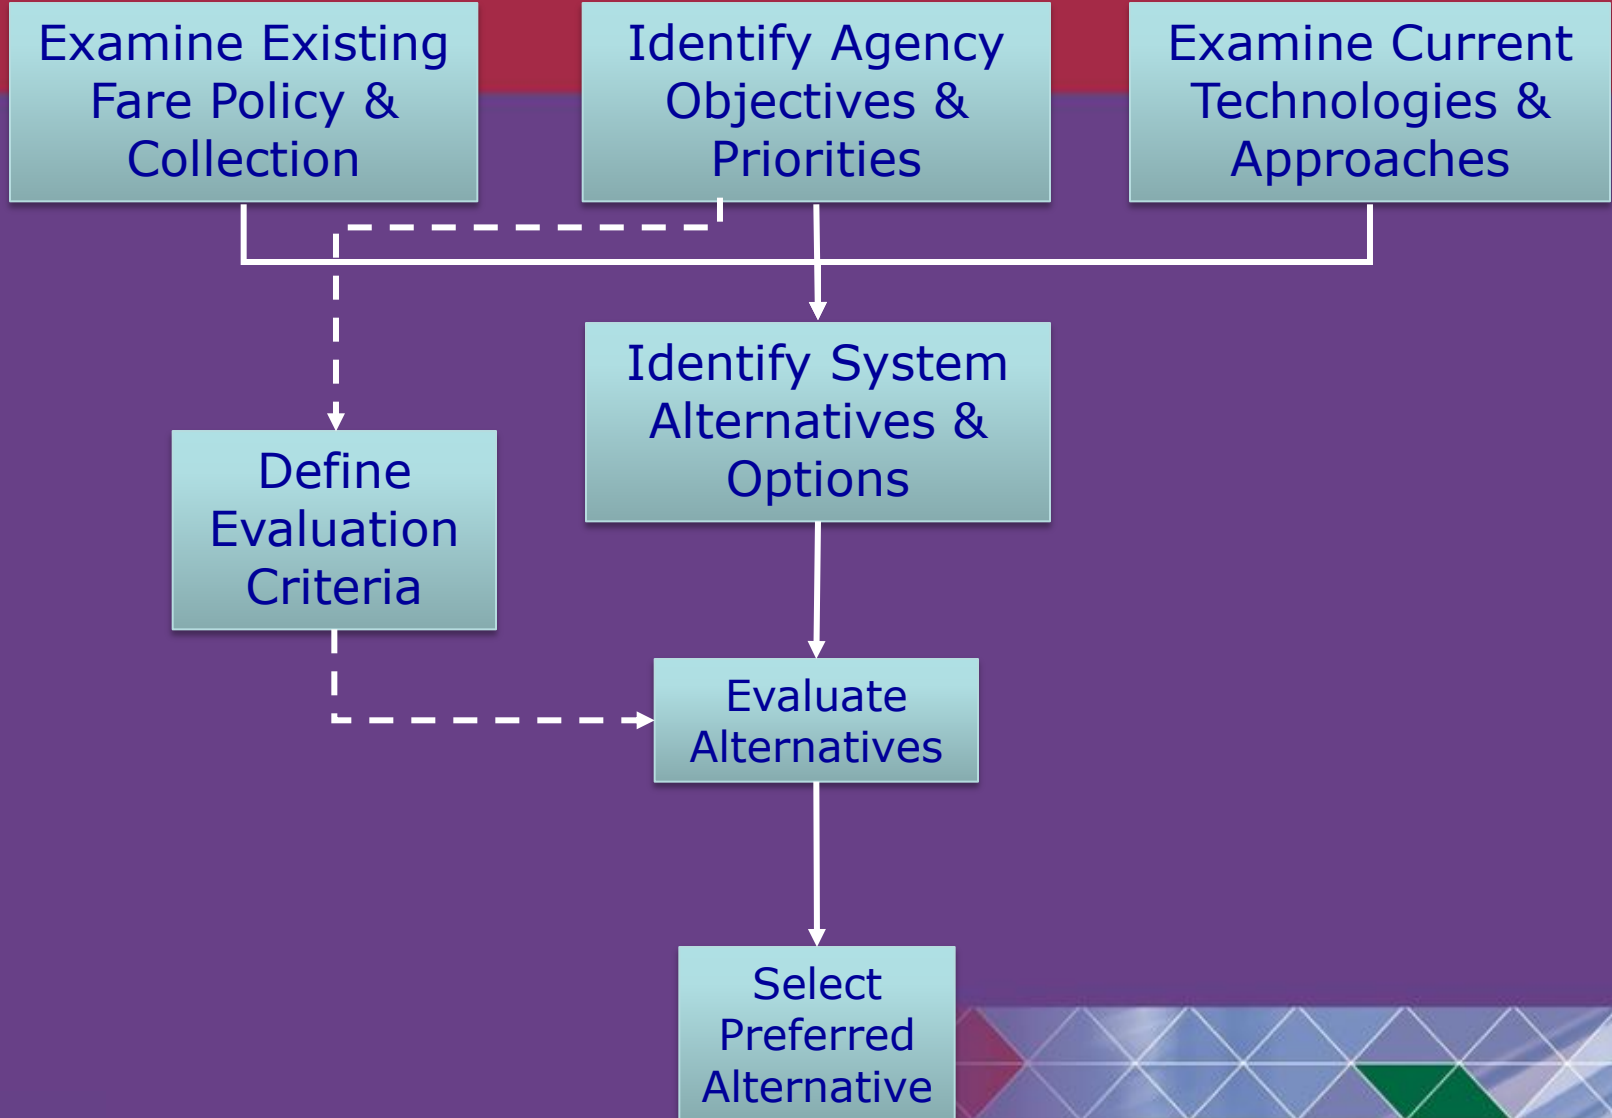 Examine Existing
Fare Policy &
Collection
Identify Agency
Objectives &
Priorities
Examine Current
Technologies &
Approaches
Identify System
Alternatives &
Options
Define
Evaluation
Criteria
Evaluate
Alternatives
Select
Preferred
Alternative